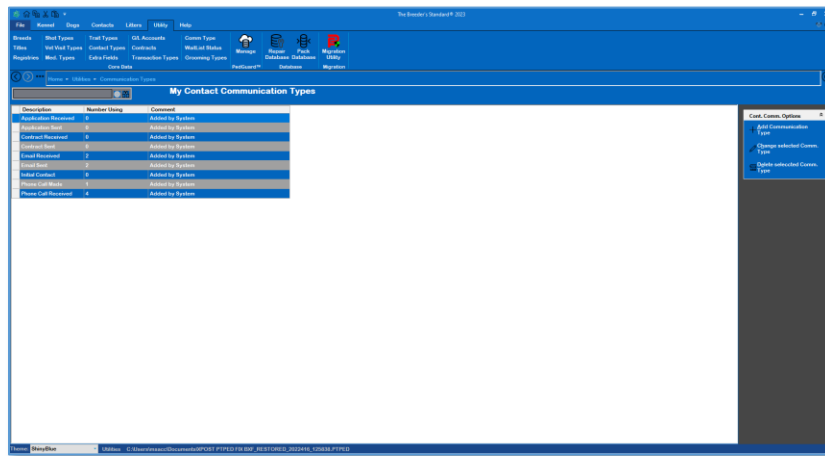 The Breeder's Standard® 2023
File Kennel Dogs Contacts Litters Utility Help
Breeds Shot Types Trait Types G/L Accounts Comm Type
Titles Vet Visit Types Contact Types Contracts WaitList Status
Registries Med. Types Extra Fields Transaction Types Grooming Types
Manage Repair Database Pack Database Migration Utility
Core Data PedGuard™ Database Migration
Home Utilities Communication Types
My Contact Communication Types
Description Number Using Comment
Application Received 0 Added by System
Application Sent 0 Added by System
Contract Received 0 Added by System
Contract Sent 0 Added by System
Email Received 2 Added by System
Email Sent 2 Added by System
Initial Contact 0 Added by System
Phone Call Made 1 Added by System
Phone Call Received 4 Added by System
Cont. Comm. Options
Add Communication
Type
Change selected Comm.
Type
Delete seleccted Comm.
Type
Theme: ShinyBlue Utilities